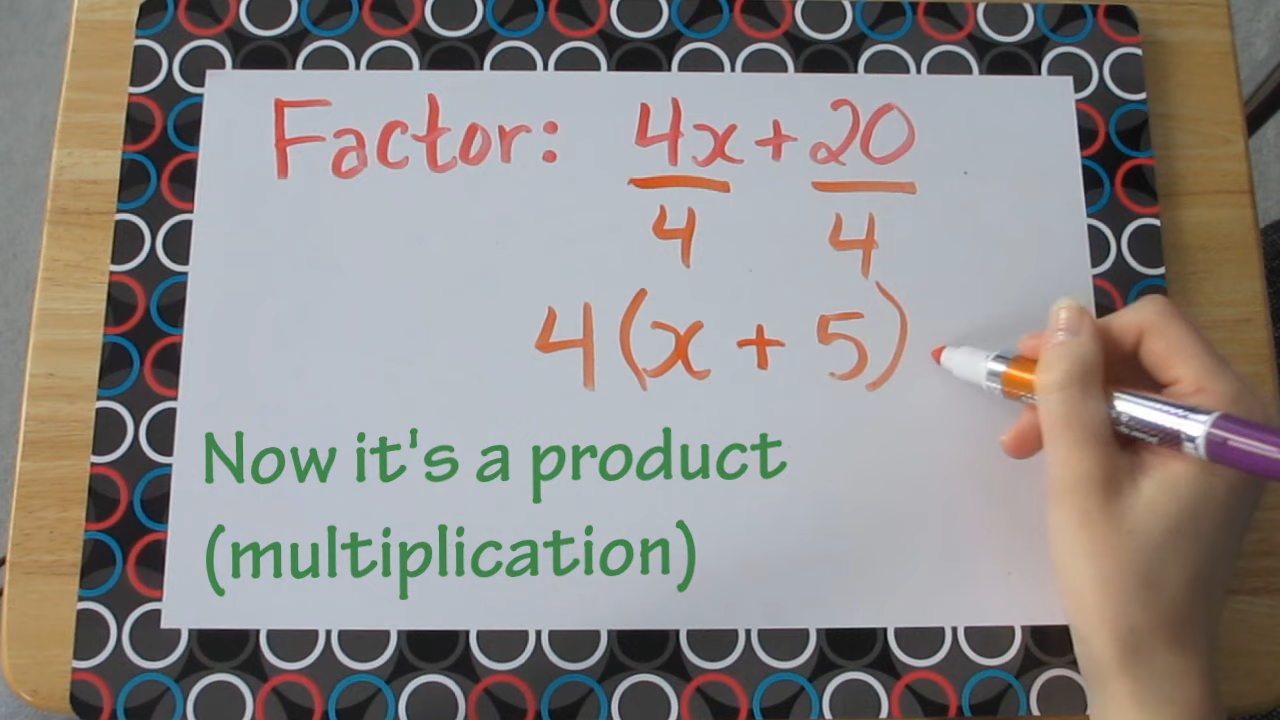 Factor: 4x + 20
4 4
4(x + 5)
Now it's a product
(multiplication)